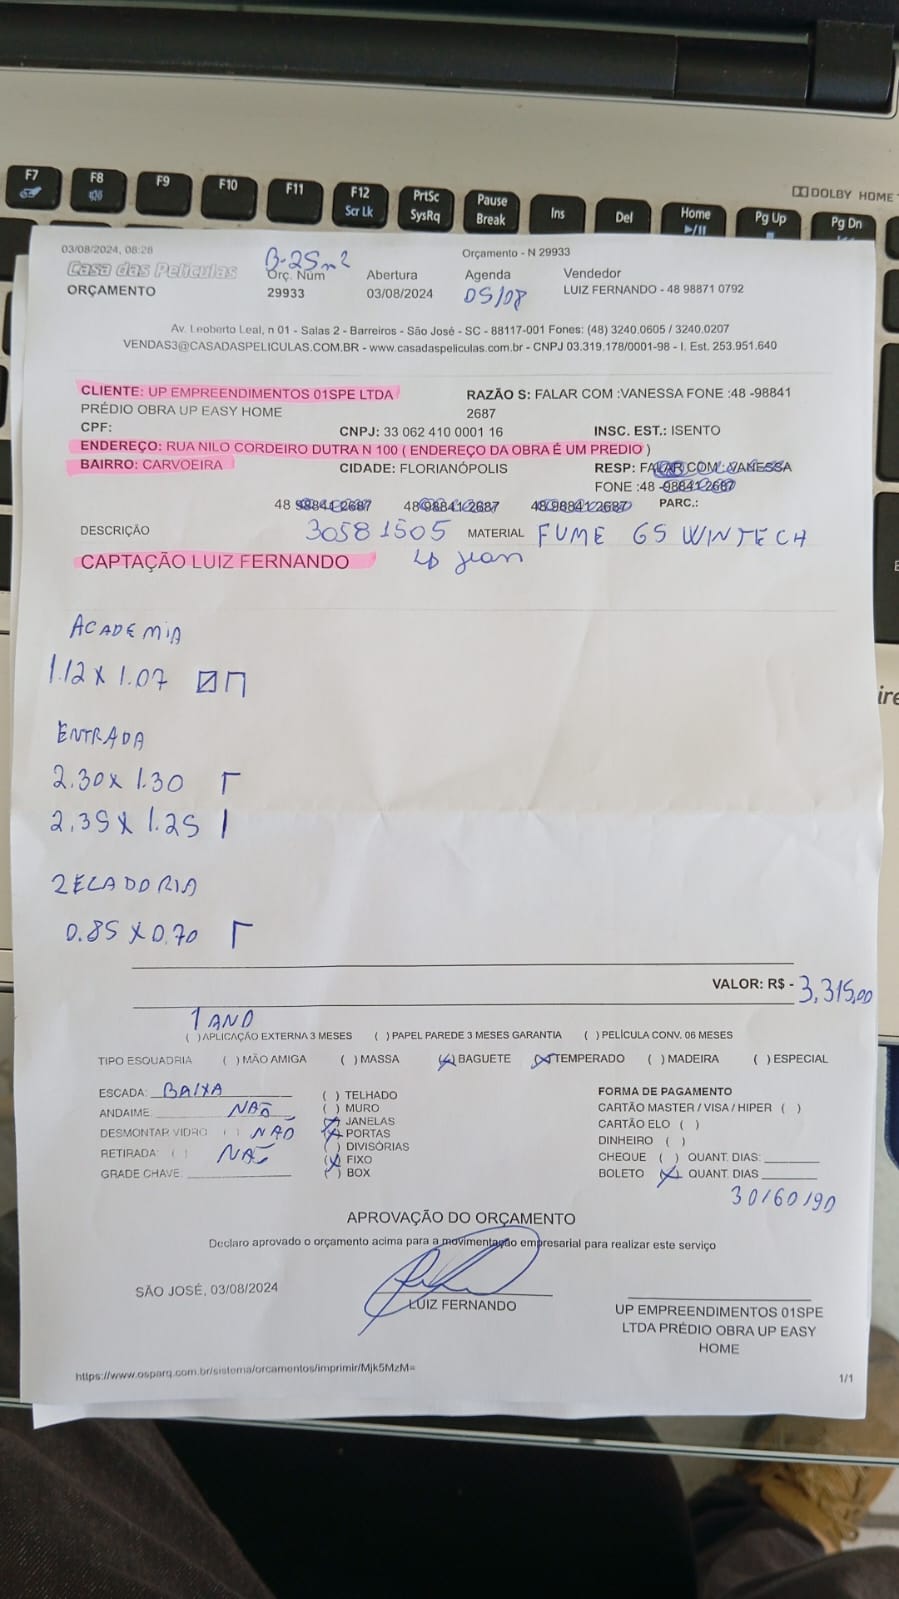 F7 F8 F9 F10 F11 F12 Scr Lk PrtSc SysRq Pause Break Ins Del Home Pg Up Pg Dn
DOLBY HOME
03/08/2024, 08:28 Orçamento - N 29933
Casa das Películas B-25m²
ORÇAMENTO
Orç. Num Abertura Agenda Vendedor
29933 03/08/2024 05/08 LUIZ FERNANDO - 48 98871 0792
Av. Leoberto Leal, n 01 - Salas 2 - Barreiros - São José - SC - 88117-001 Fones: (48) 3240.0605 / 3240.0207
VENDAS3@CASADASPELICULAS.COM.BR - www.casadaspeliculas.com.br - CNPJ 03.319.178/0001-98 - I. Est. 253.951.640
CLIENTE: UP EMPREENDIMENTOS 01SPE LTDA RAZÃO S: FALAR COM :VANESSA FONE :48 -98841
PRÉDIO OBRA UP EASY HOME 2687
CPF: CNPJ: 33 062 410 0001 16 INSC. EST.: ISENTO
ENDEREÇO: RUA NILO CORDEIRO DUTRA N 100 ( ENDEREÇO DA OBRA É UM PREDIO )
BAIRRO: CARVOEIRA CIDADE: FLORIANÓPOLIS RESP: FALAR COM :VANESSA
FONE :48 -98841 2687
48 98841 2687 48 98841 2687 48 98841 2687 PARC.:
DESCRIÇÃO 30581505 MATERIAL FUME G5 WINTECH
CAPTAÇÃO LUIZ FERNANDO Jean
ACADEMIA
1.12 x 1.07
ENTRADA
2.30 x 1.30
2.35 x 1.25
ZELADORIA
0.85 x 0.70
VALOR: R$ - 3.315,00
1 AND
( )APLICAÇÃO EXTERNA 3 MESES ( ) PAPEL PAREDE 3 MESES GARANTIA ( ) PELÍCULA CONV. 06 MESES
TIPO ESQUADRIA ( ) MÃO AMIGA ( ) MASSA (X) BAGUETE (X) TEMPERADO ( ) MADEIRA ( ) ESPECIAL
ESCADA: BAIXA
ANDAIME: NÃO
DESMONTAR VIDRO ( ) NÃO
RETIRADA: ( ) NÃO
GRADE CHAVE:
( ) TELHADO
( ) MURO
(X) JANELAS
(X) PORTAS
( ) DIVISÓRIAS
(X) FIXO
( ) BOX
FORMA DE PAGAMENTO
CARTÃO MASTER / VISA / HIPER ( )
CARTÃO ELO ( )
DINHEIRO ( )
CHEQUE ( ) QUANT. DIAS:
BOLETO (X) QUANT. DIAS
30/60/90
APROVAÇÃO DO ORÇAMENTO
Declaro aprovado o orçamento acima para a movimentação empresarial para realizar este serviço
SÃO JOSÉ, 03/08/2024
LUIZ FERNANDO
UP EMPREENDIMENTOS 01SPE
LTDA PRÉDIO OBRA UP EASY
HOME
https://www.osparq.com.br/sistema/orcamentos/imprimir/Mjk5MzM= 1/1